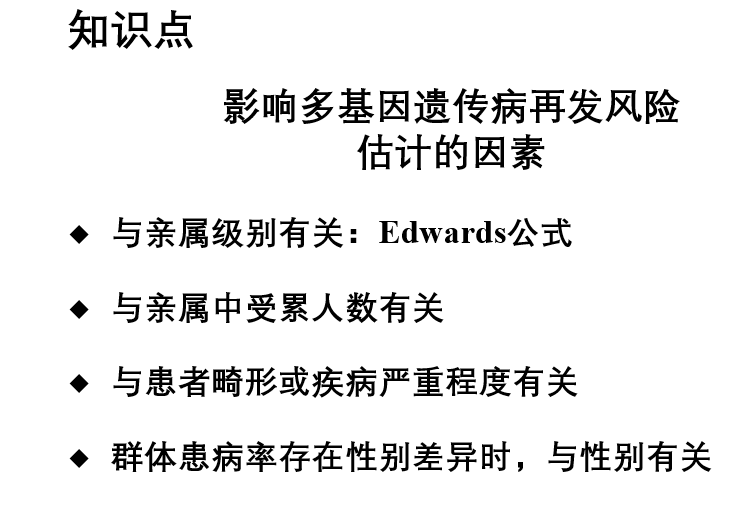 知识点
影响多基因遗传病再发风险
估计的因素
◆ 与亲属级别有关：Edwards公式
◆ 与亲属中受累人数有关
◆ 与患者畸形或疾病严重程度有关
◆ 群体患病率存在性别差异时，与性别有关